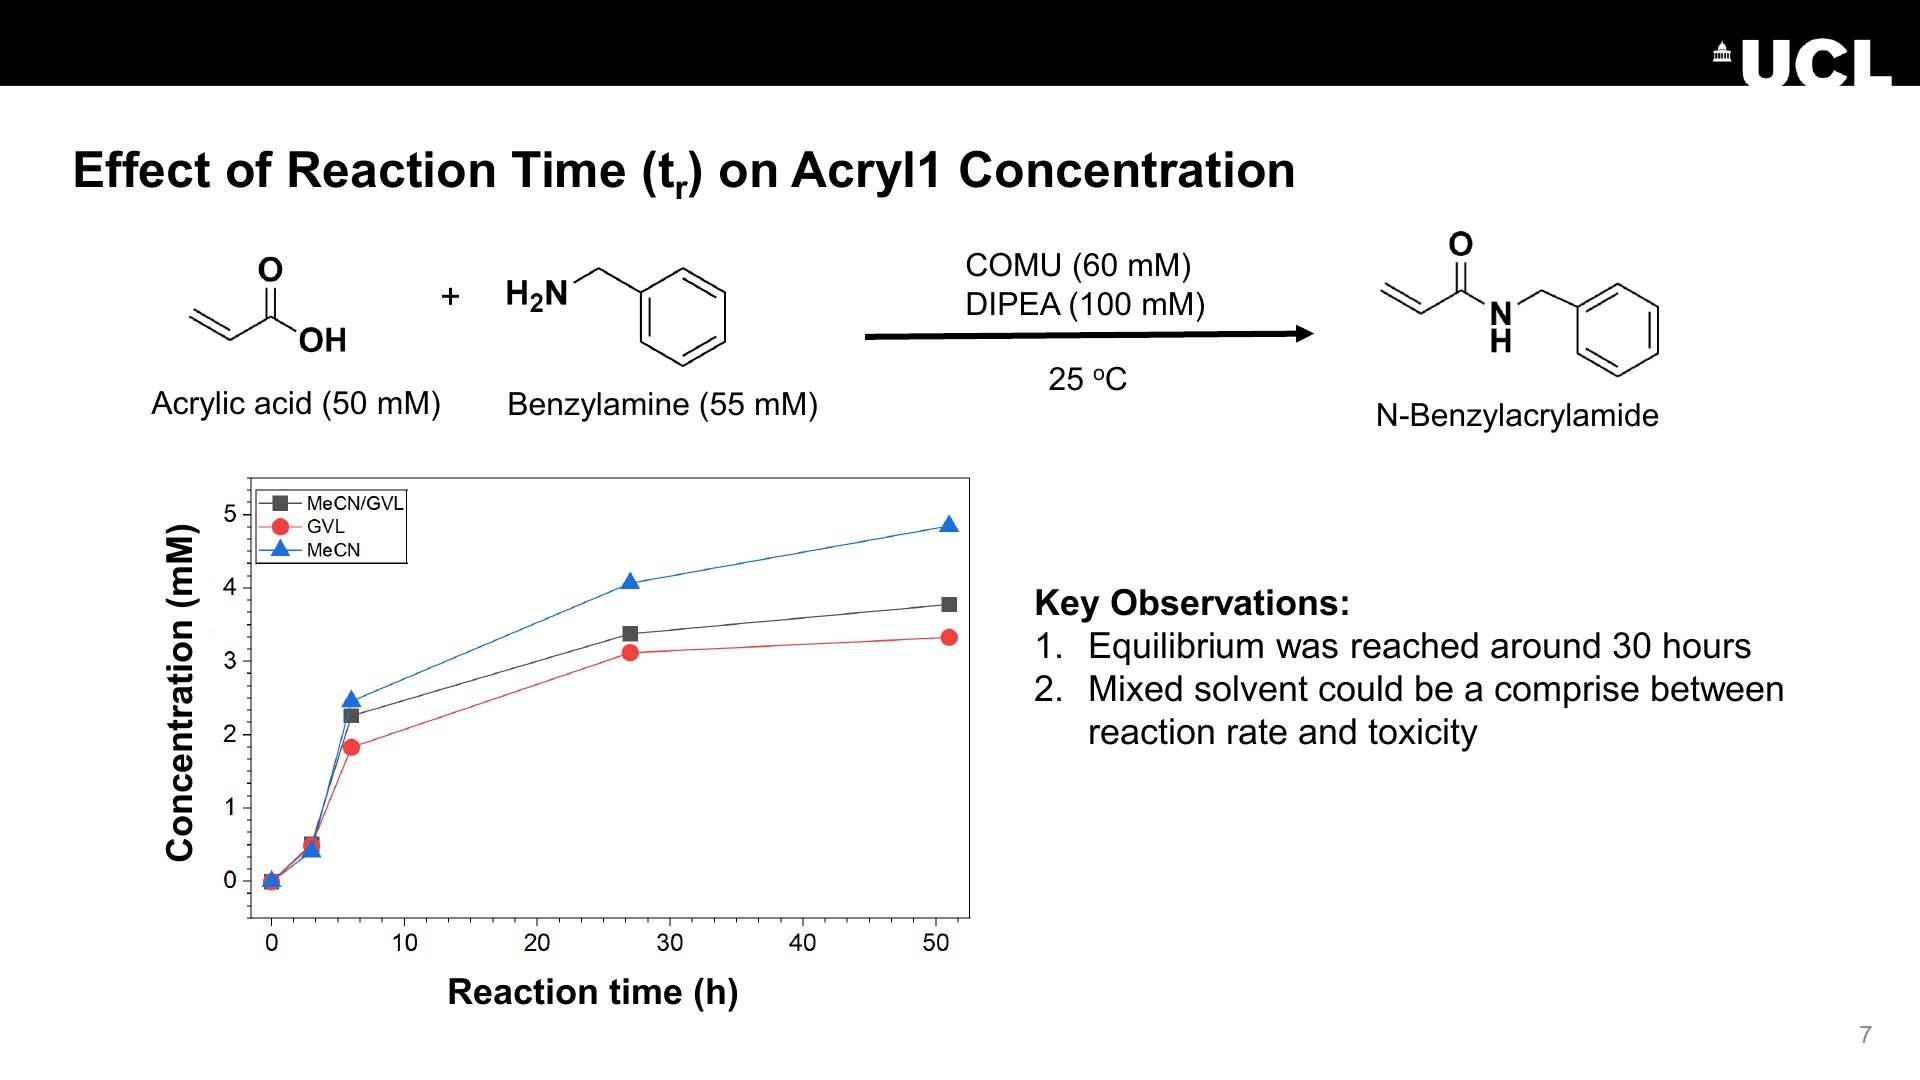 UCL
Effect of Reaction Time (tr) on Acryl1 Concentration
O
OH
+
H2N
COMU (60 mM)
DIPEA (100 mM)
25 oC
O
N
H
Acrylic acid (50 mM)
Benzylamine (55 mM)
N-Benzylacrylamide
MeCN/GVL
GVL
MeCN
5
4
3
2
1
0
Concentration (mM)
0 10 20 30 40 50
Reaction time (h)
Key Observations:
1. Equilibrium was reached around 30 hours
2. Mixed solvent could be a comprise between
reaction rate and toxicity
7